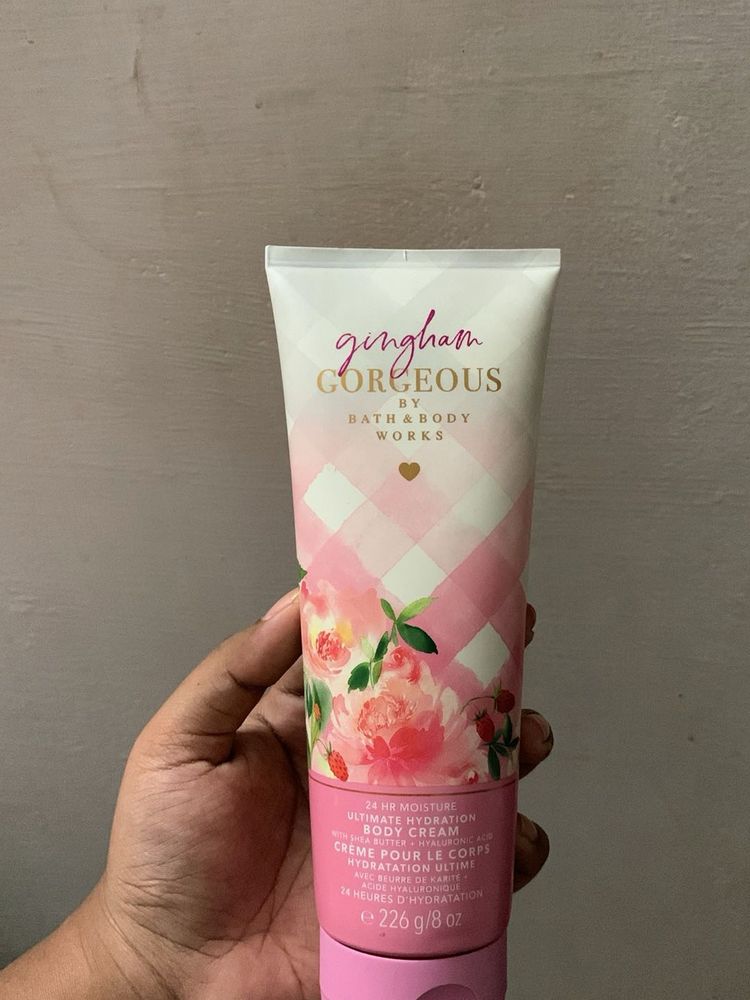 gingham
GORGEOUS
BY
BATH & BODY
WORKS
24 HR MOISTURE
ULTIMATE HYDRATION
BODY CREAM
WITH SHEA BUTTER + HYALURONIC ACID
CRÈME POUR LE CORPS
HYDRATATION ULTIME
AVEC BEURRE DE KARITÉ +
ACIDE HYALURONIQUE
24 HEURES D'HYDRATATION
℮ 226 g/8 oz